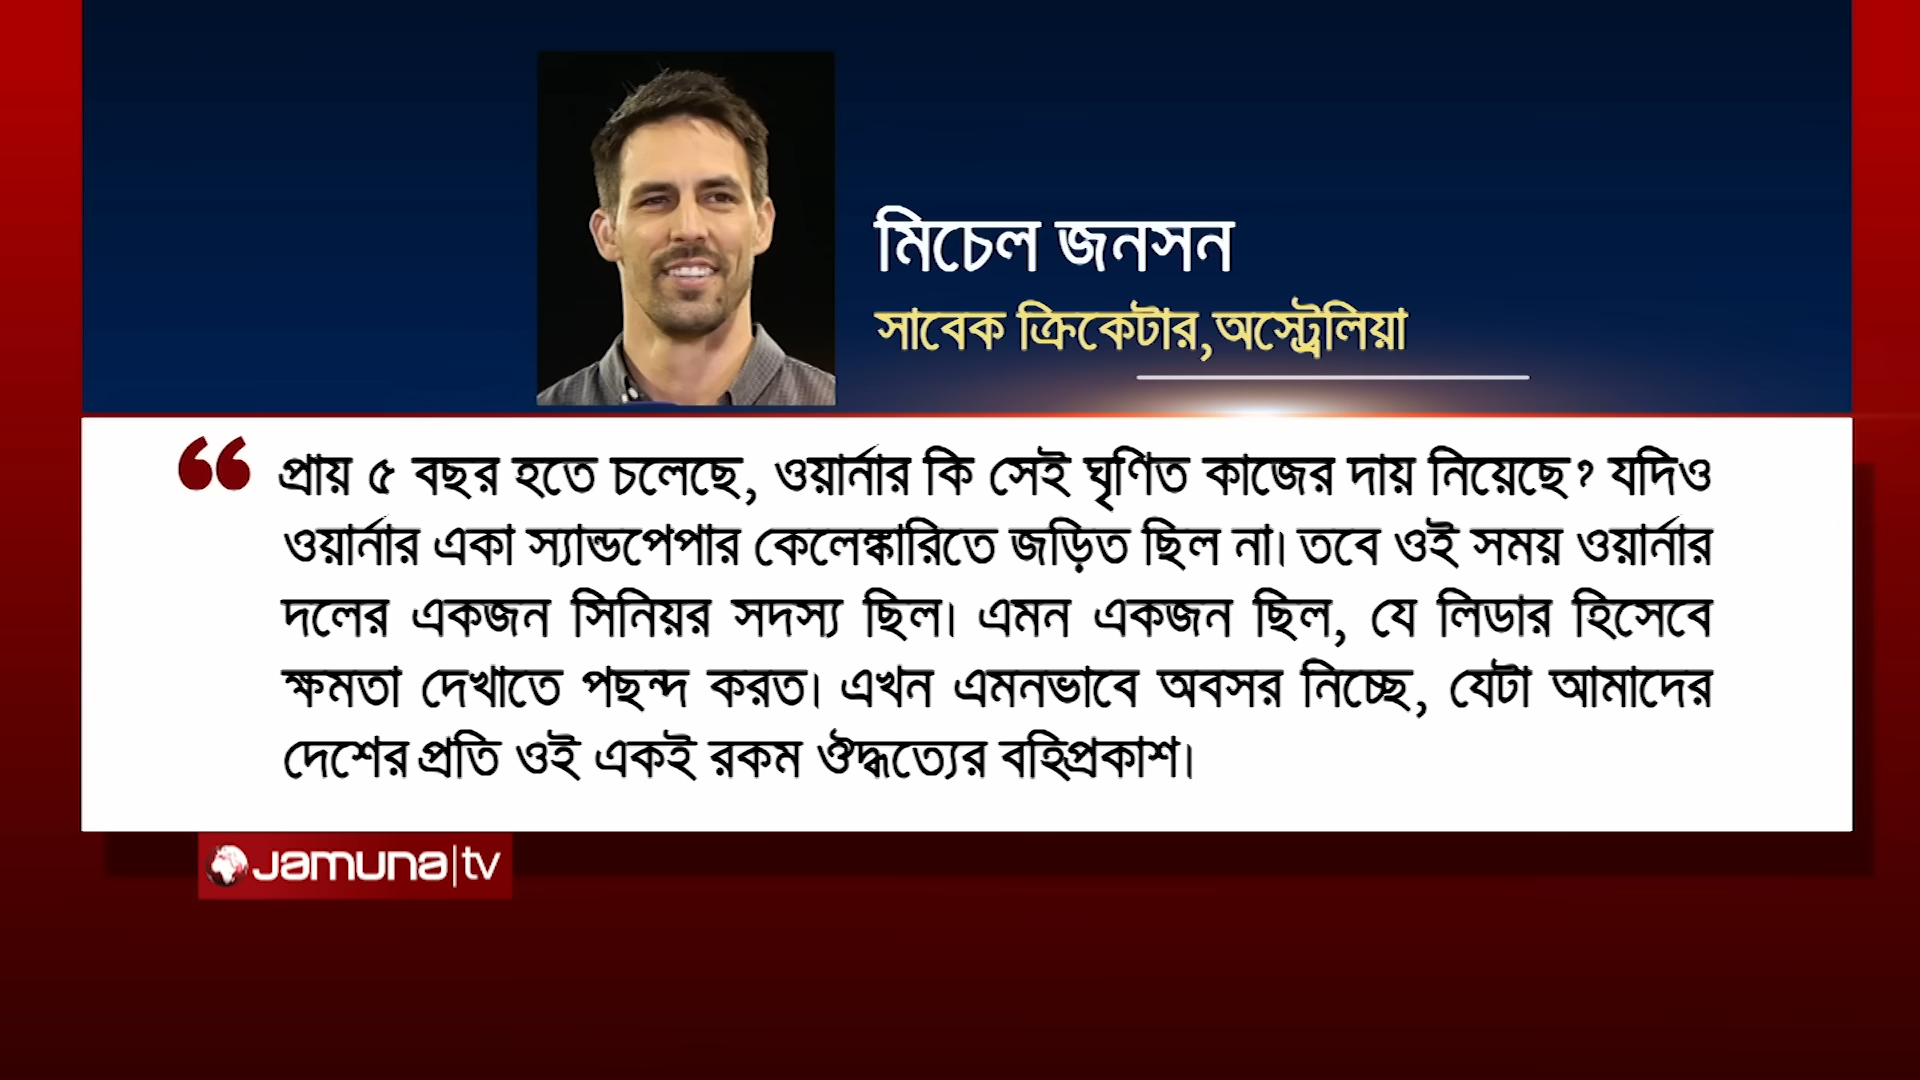 মিচেল জনসন
সাবেক ক্রিকেটার,অস্ট্রেলিয়া
“ প্রায় ৫ বছর হতে চলেছে, ওয়ার্নার কি সেই ঘৃণিত কাজের দায় নিয়েছে? যদিও
ওয়ার্নার একা স্যান্ডপেপার কেলেঙ্কারিতে জড়িত ছিল না। তবে ওই সময় ওয়ার্নার
দলের একজন সিনিয়র সদস্য ছিল। এমন একজন ছিল, যে লিডার হিসেবে
ক্ষমতা দেখাতে পছন্দ করত। এখন এমনভাবে অবসর নিচ্ছে, যেটা আমাদের
দেশের প্রতি ওই একই রকম ঔদ্ধত্যের বহিপ্রকাশ।
JAMUNA|tv